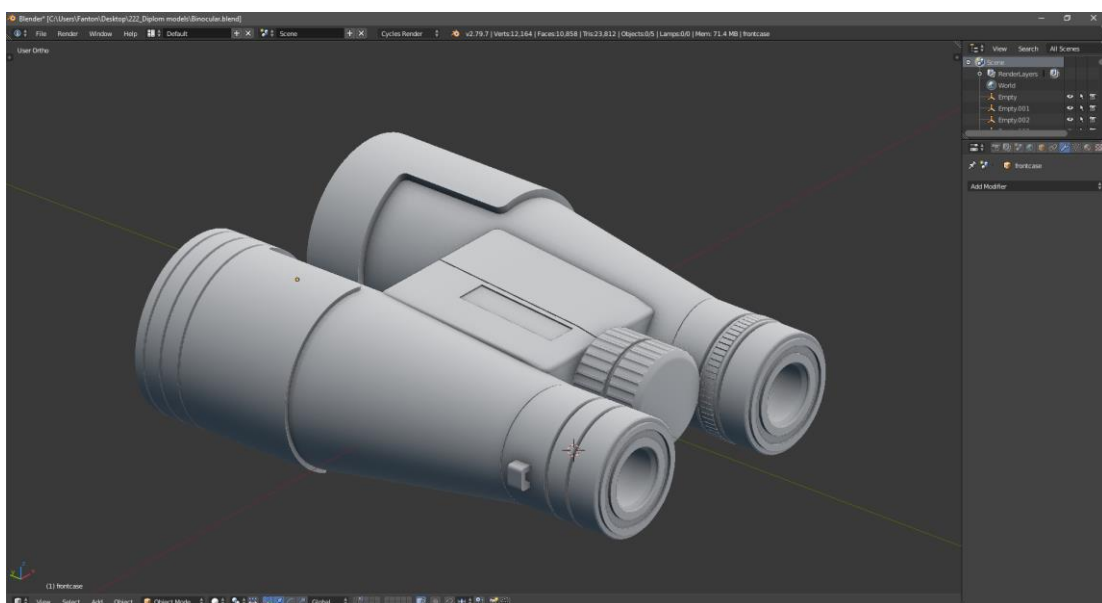 Blender* [C:\Users\Fanton\Desktop\222_Diplom models\Binocular.blend]
File Render Window Help Default Scene Cycles Render v2.79.7 | Verts:12,164 | Faces:10,858 | Tris:23,812 | Objects:0/5 | Lamps:0/0 | Mem: 71.4 MB | frontcase
View Search All Scenes
User Ortho
Scene
RenderLayers
World
Empty
Empty.001
Empty.002
frontcase
Add Modifier
(1) frontcase
View Select Add Object Object Mode Global